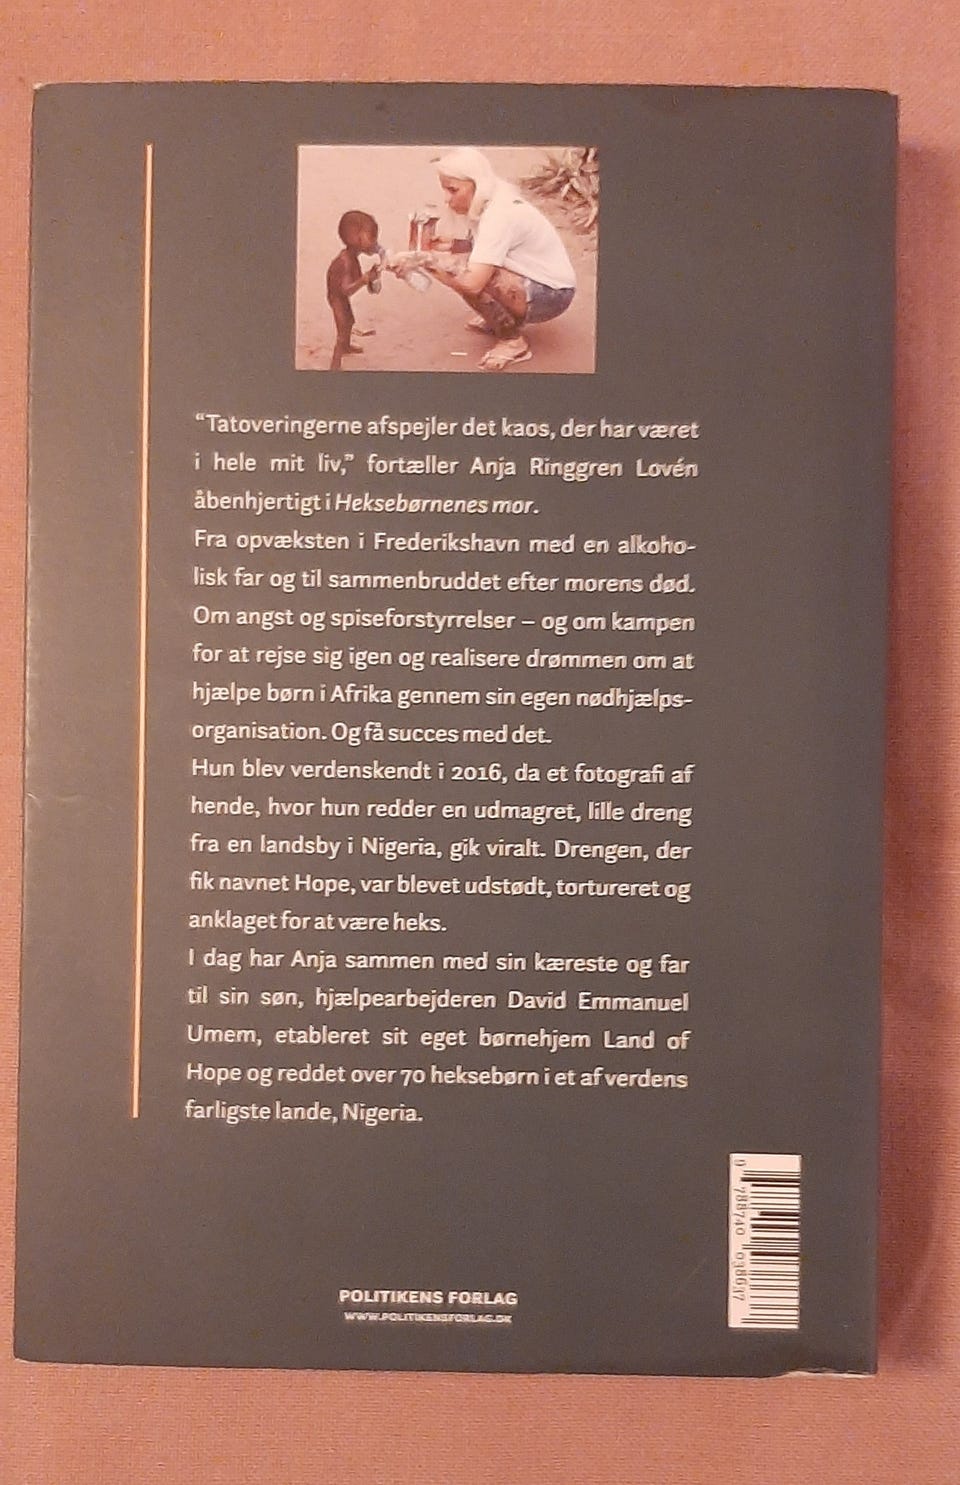 “Tatoveringerne afspejler det kaos, der har været
i hele mit liv,” fortæller Anja Ringgren Lovén
åbenhjertigt i Heksebørnenes mor.
Fra opvæksten i Frederikshavn med en alkoho-
lisk far og til sammenbruddet efter morens død.
Om angst og spiseforstyrrelser – og om kampen
for at rejse sig igen og realisere drømmen om at
hjælpe børn i Afrika gennem sin egen nødhjælps-
organisation. Og få succes med det.
Hun blev verdenskendt i 2016, da et fotografi af
hende, hvor hun redder en udmagret, lille dreng
fra en landsby i Nigeria, gik viralt. Drengen, der
fik navnet Hope, var blevet udstødt, tortureret og
anklaget for at være heks.
I dag har Anja sammen med sin kæreste og far
til sin søn, hjælpearbejderen David Emmanuel
Umem, etableret sit eget børnehjem Land of
Hope og reddet over 70 heksebørn i et af verdens
farligste lande, Nigeria.
POLITIKENS FORLAG
WWW.POLITIKENSFORLAG.DK
9 788740 038637